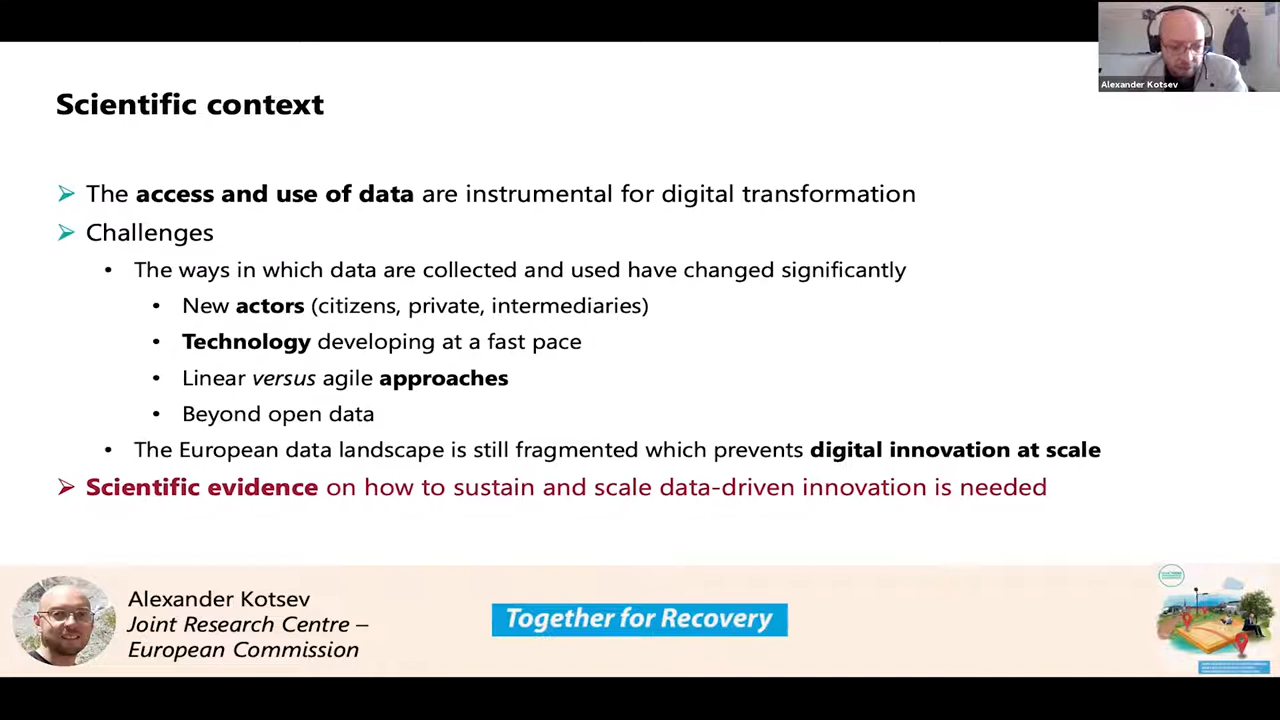 Alexander Kotsev
Scientific context
The access and use of data are instrumental for digital transformation
Challenges
The ways in which data are collected and used have changed significantly
New actors (citizens, private, intermediaries)
Technology developing at a fast pace
Linear versus agile approaches
Beyond open data
The European data landscape is still fragmented which prevents digital innovation at scale
Scientific evidence on how to sustain and scale data-driven innovation is needed
Alexander Kotsev
Joint Research Centre –
European Commission
Together for Recovery